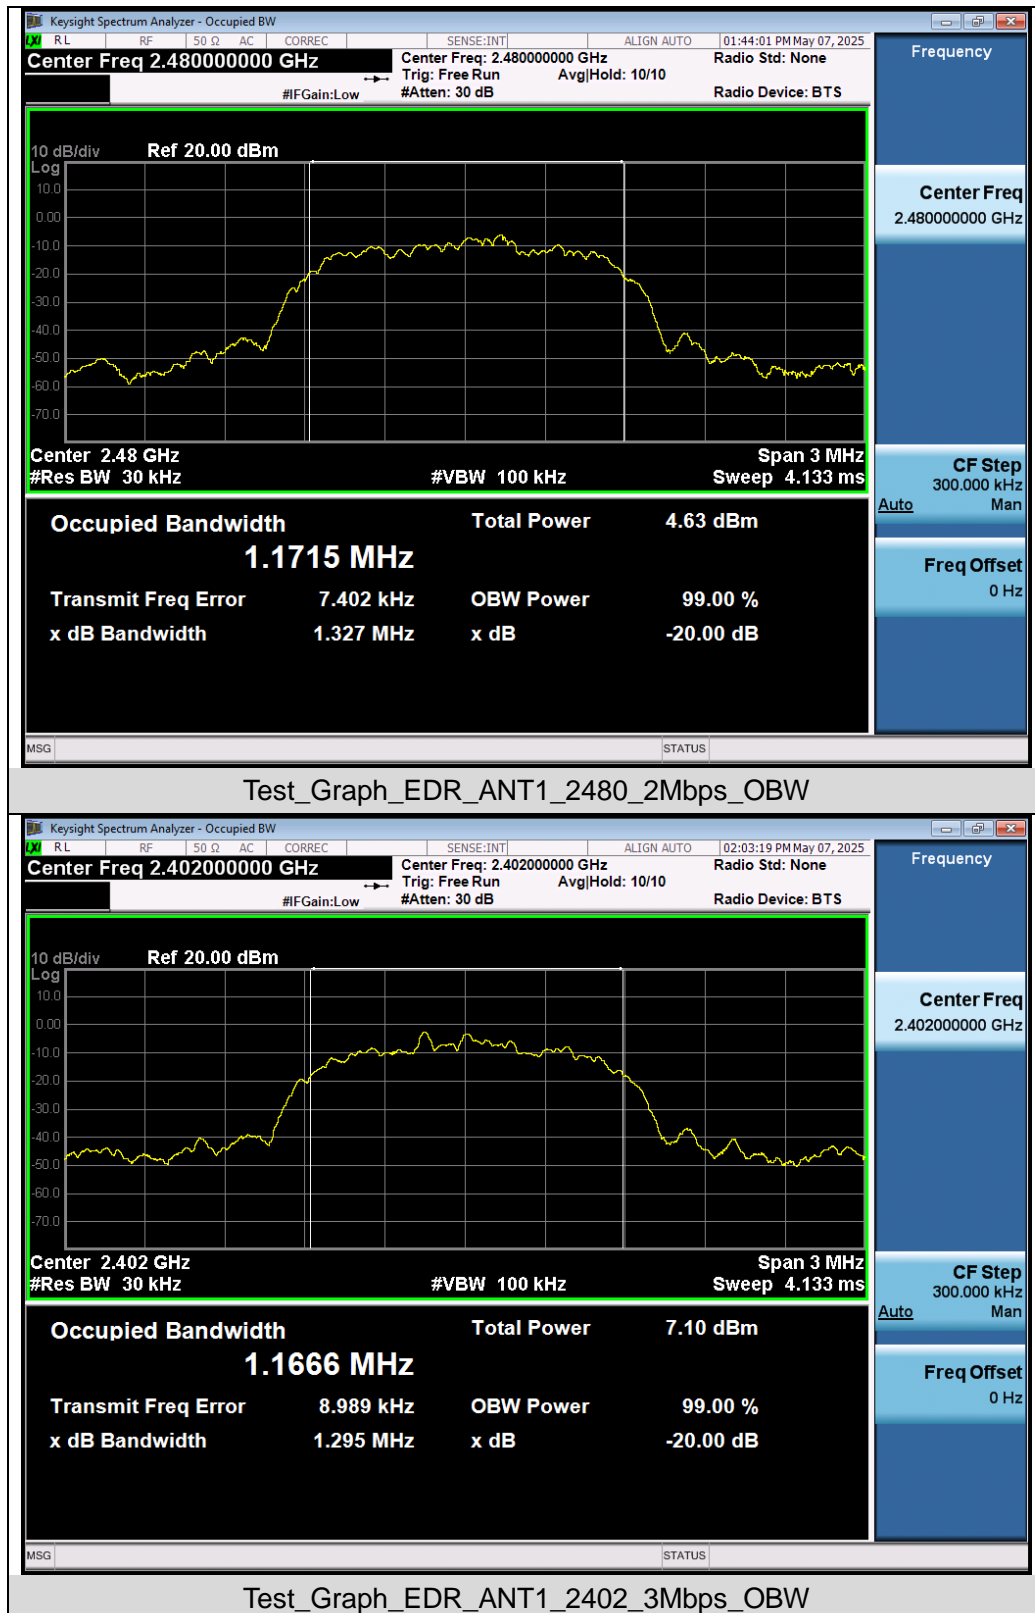 Keysight Spectrum Analyzer - Occupied BW
LXI RL RF 50 Ω AC CORREC SENSE:INT ALIGN AUTO 01:44:01 PM May 07, 2025
Center Freq 2.480000000 GHz
Center Freq: 2.480000000 GHz
Radio Std: None
Trig: Free Run Avg|Hold: 10/10
#IFGain:Low #Atten: 30 dB Radio Device: BTS
Frequency
10 dB/div Ref 20.00 dBm
Log
10.0
0.00
-10.0
-20.0
-30.0
-40.0
-50.0
-60.0
-70.0
Center 2.48 GHz Span 3 MHz
#Res BW 30 kHz #VBW 100 kHz Sweep 4.133 ms
Center Freq
2.480000000 GHz
CF Step
300.000 kHz
Auto Man
Freq Offset
0 Hz
Occupied Bandwidth Total Power 4.63 dBm
1.1715 MHz
Transmit Freq Error 7.402 kHz OBW Power 99.00 %
x dB Bandwidth 1.327 MHz x dB -20.00 dB
MSG STATUS
Test_Graph_EDR_ANT1_2480_2Mbps_OBW
Keysight Spectrum Analyzer - Occupied BW
LXI RL RF 50 Ω AC CORREC SENSE:INT ALIGN AUTO 02:03:19 PM May 07, 2025
Center Freq 2.402000000 GHz
Center Freq: 2.402000000 GHz
Radio Std: None
Trig: Free Run Avg|Hold: 10/10
#IFGain:Low #Atten: 30 dB Radio Device: BTS
Frequency
10 dB/div Ref 20.00 dBm
Log
10.0
0.00
-10.0
-20.0
-30.0
-40.0
-50.0
-60.0
-70.0
Center 2.402 GHz Span 3 MHz
#Res BW 30 kHz #VBW 100 kHz Sweep 4.133 ms
Center Freq
2.402000000 GHz
CF Step
300.000 kHz
Auto Man
Freq Offset
0 Hz
Occupied Bandwidth Total Power 7.10 dBm
1.1666 MHz
Transmit Freq Error 8.989 kHz OBW Power 99.00 %
x dB Bandwidth 1.295 MHz x dB -20.00 dB
MSG STATUS
Test_Graph_EDR_ANT1_2402_3Mbps_OBW